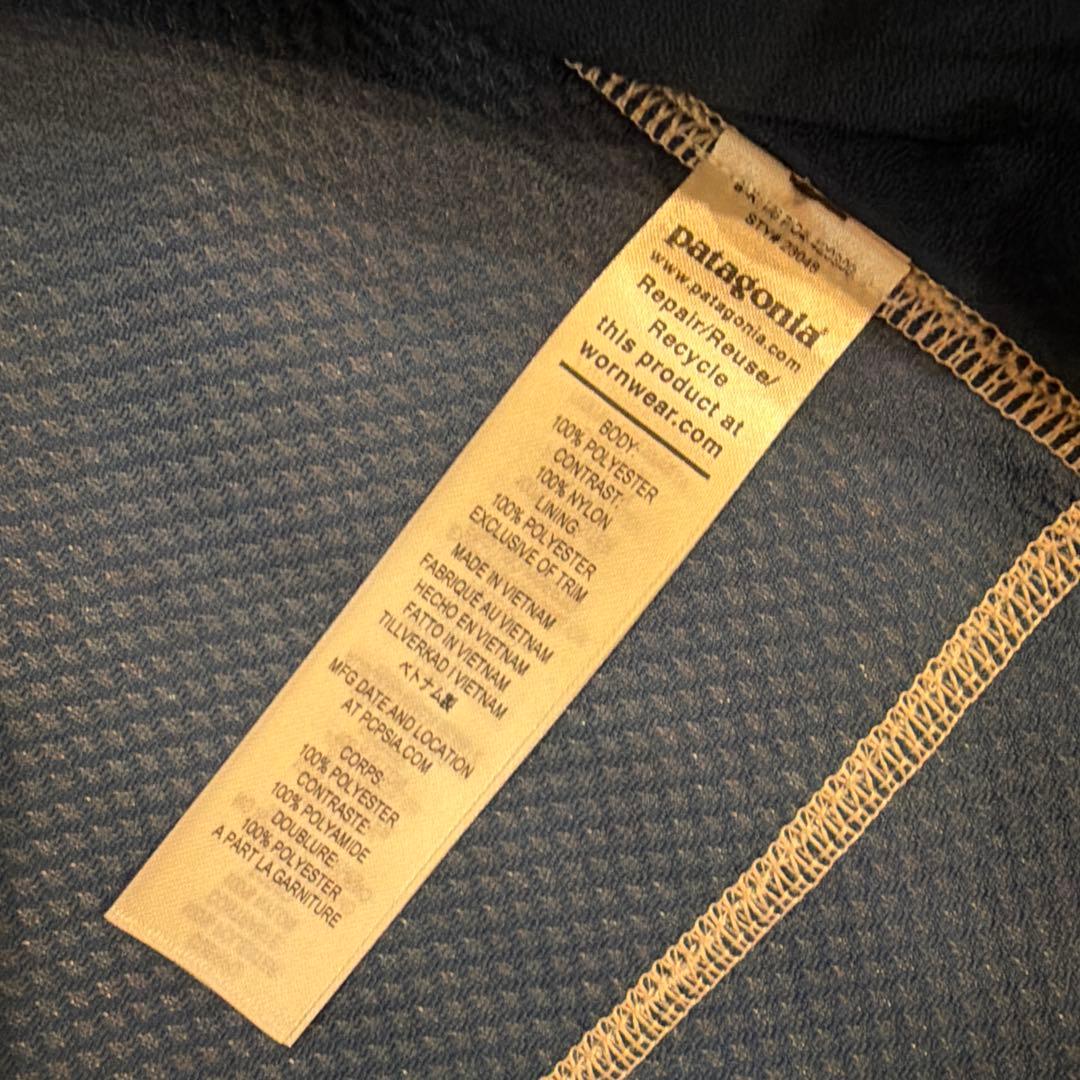 patagonia®
www.patagonia.com
Repair/Reuse/
Recycle
this product at
wornwear.com
BODY:
100% POLYESTER
CONTRAST:
100% NYLON
LINING:
100% POLYESTER
EXCLUSIVE OF TRIM
MADE IN VIETNAM
FABRIQUÉ AU VIETNAM
HECHO EN VIETNAM
FATTO IN VIETNAM
TILLVERKAD I VIETNAM
ベトナム製
MFG DATE AND LOCATION
AT PCPSIA.COM
CORPS:
100% POLYESTER
CONTRASTE:
100% POLYAMIDE
DOUBLURE:
100% POLYESTER
A PART LA GARNITURE